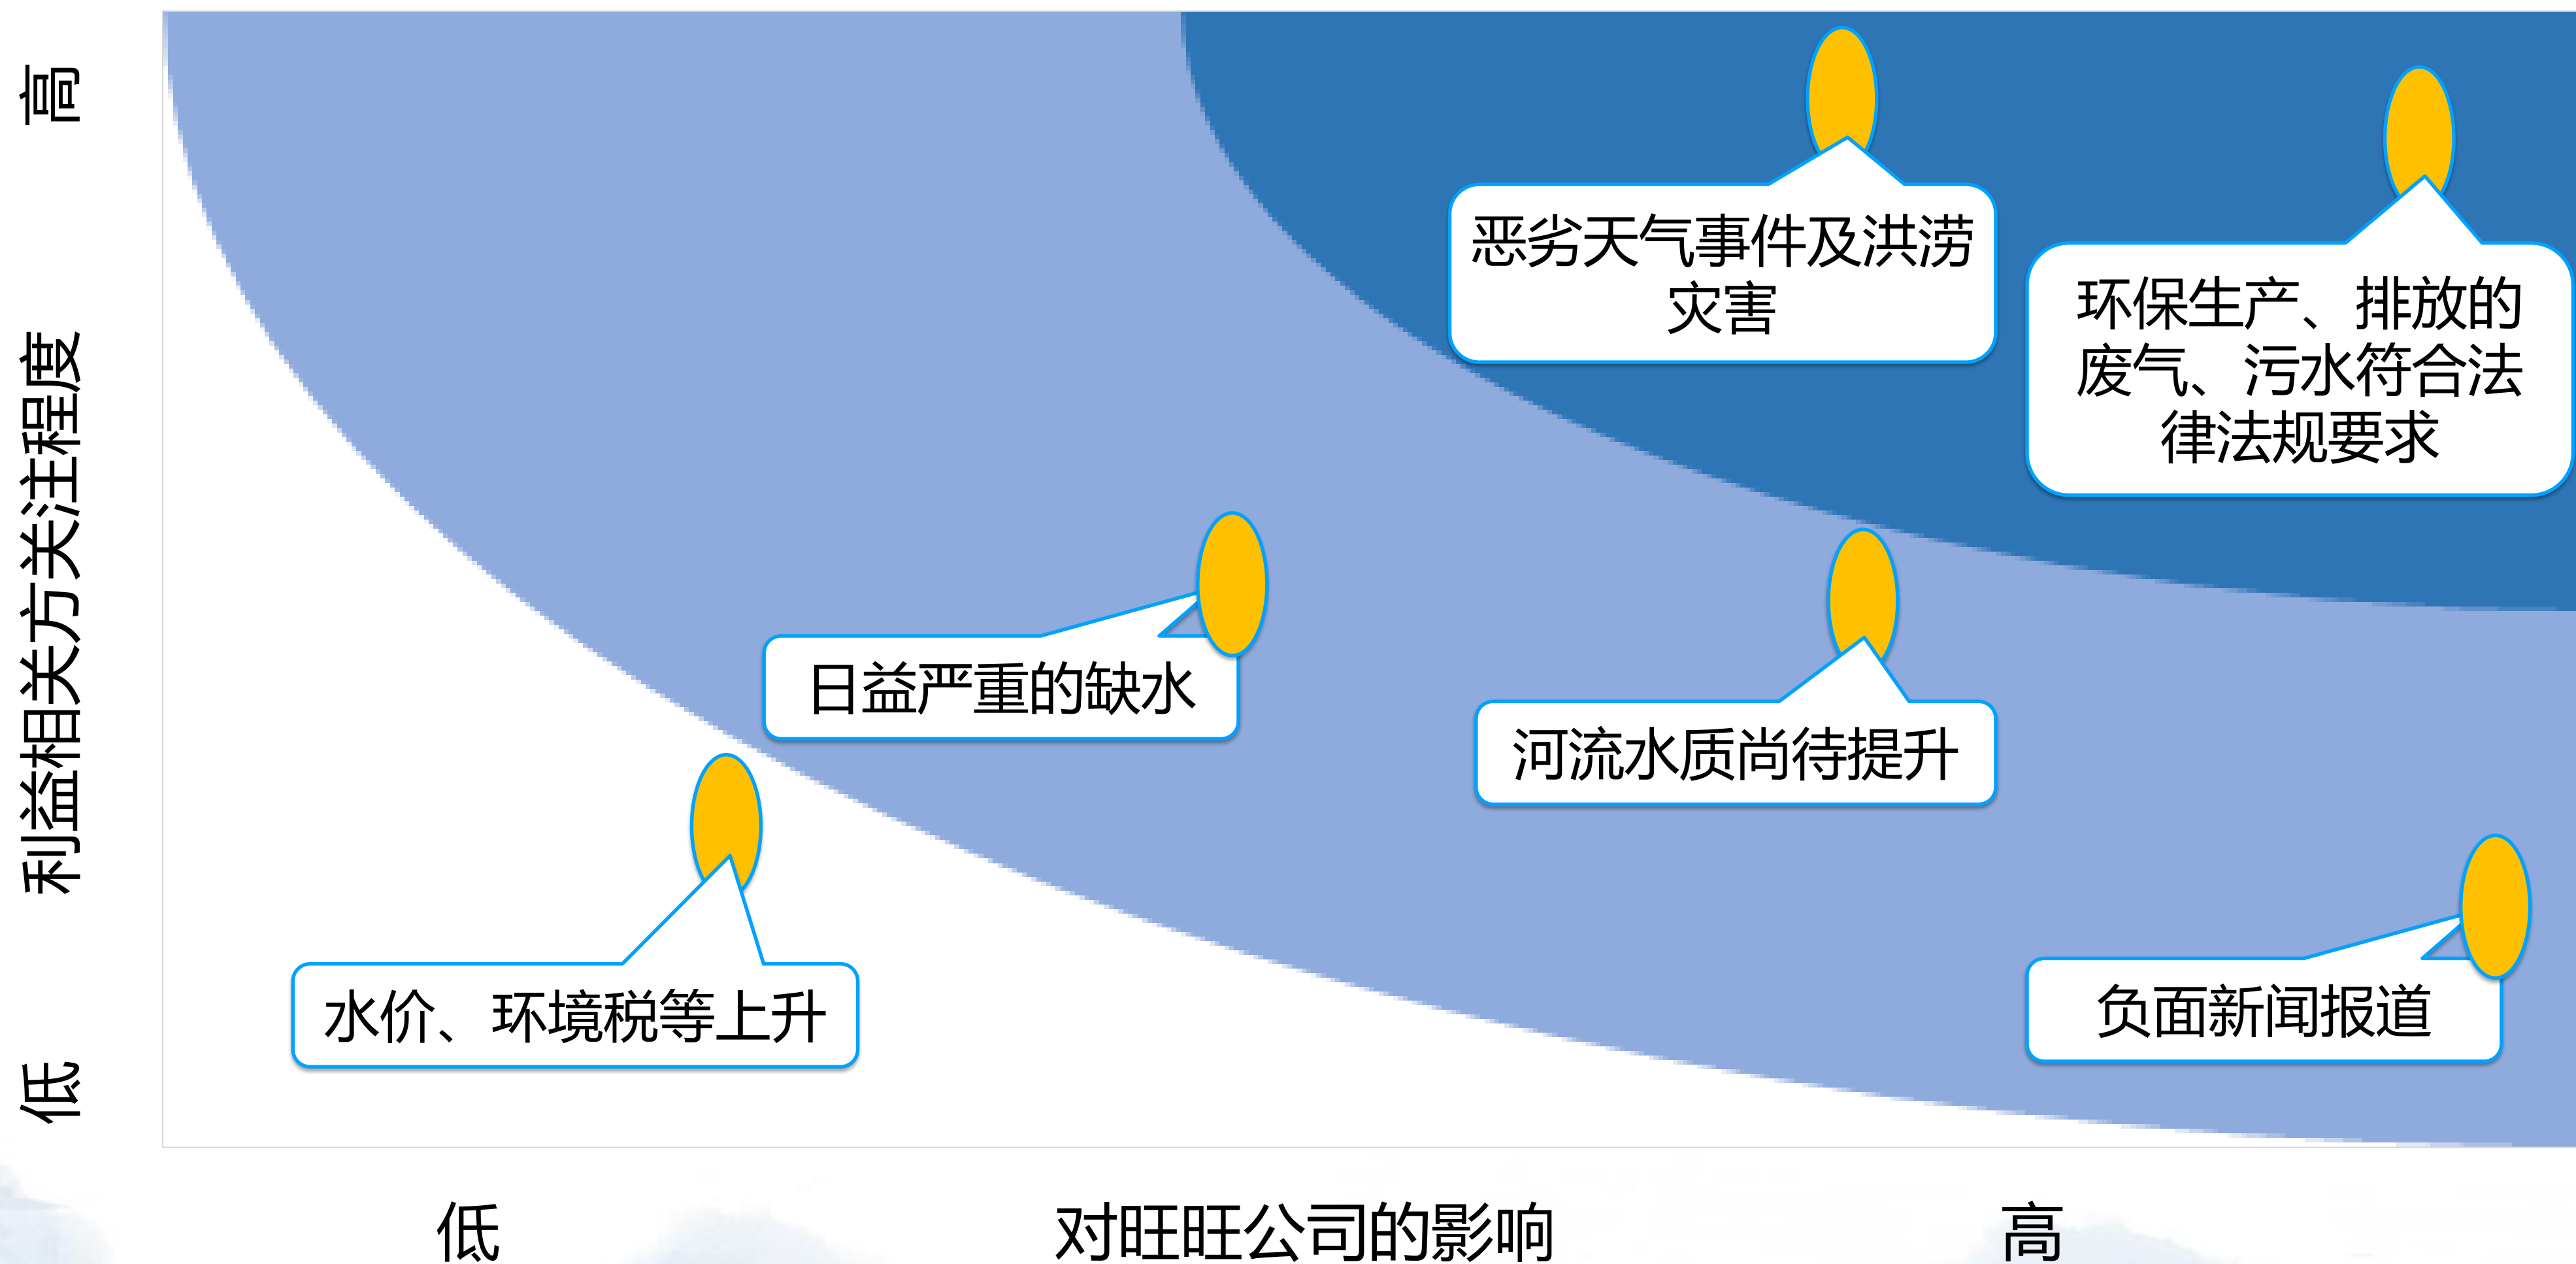 高
利益相关方关注程度
低
恶劣天气事件及洪涝
灾害
环保生产、排放的
废气、污水符合法
律法规要求
日益严重的缺水
河流水质尚待提升
水价、环境税等上升
负面新闻报道
低
对旺旺公司的影响
高